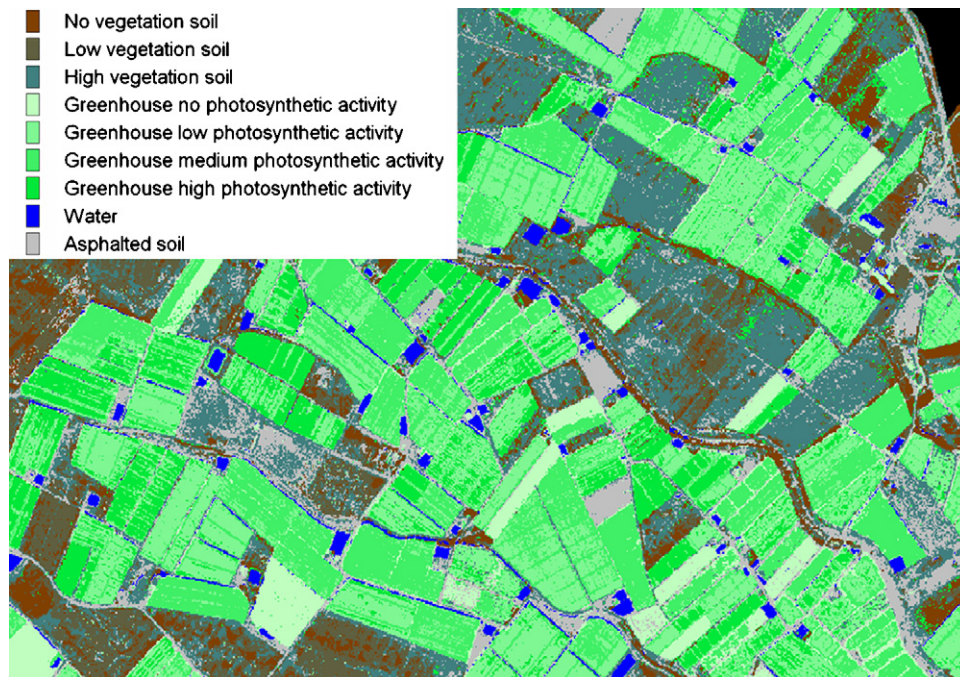 No vegetation soil
Low vegetation soil
High vegetation soil
Greenhouse no photosynthetic activity
Greenhouse low photosynthetic activity
Greenhouse medium photosynthetic activity
Greenhouse high photosynthetic activity
Water
Asphalted soil